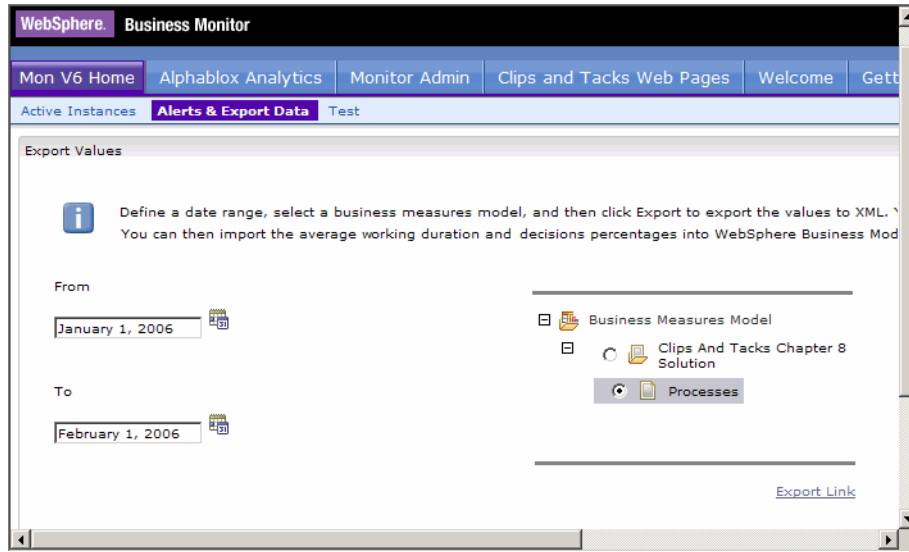 WebSphere. Business Monitor
Mon V6 Home Alphablox Analytics Monitor Admin Clips and Tacks Web Pages Welcome Gett
Active Instances Alerts & Export Data Test
Export Values
i
Define a date range, select a business measures model, and then click Export to export the values to XML. Y
You can then import the average working duration and decisions percentages into WebSphere Business Mod
From
January 1, 2006
31
Business Measures Model
Clips And Tacks Chapter 8
Solution
To
Processes
February 1, 2006
31
Export Link